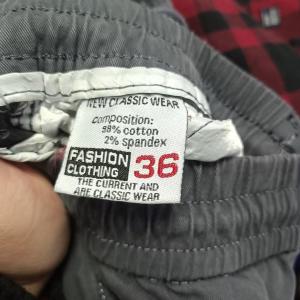 NEW CLASSIC WEAR
composition:
98% cotton
2% spandex
FASHION
CLOTHING 36
THE CURRENT AND
ARE CLASSIC WEAR